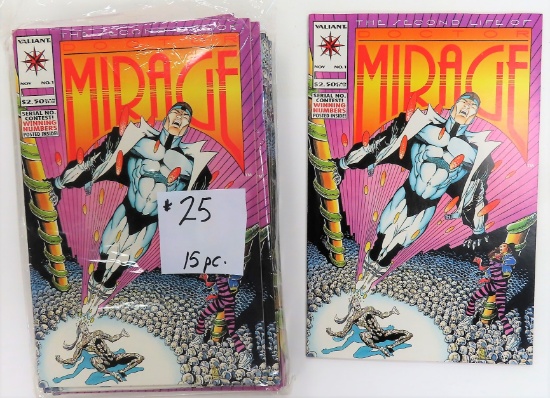 VALIANT
NOV NO.1
$2.50
SERIAL NO.
CONTEST!
WINNING
NUMBERS
POSTED INSIDE!
THE SECOND LIFE OF
DOCTOR
MIRAGE
$25
15pc.
VALIANT
NOV NO.1
$2.50
SERIAL NO.
CONTEST!
WINNING
NUMBERS
POSTED INSIDE!
THE SECOND LIFE OF
DOCTOR
MIRAGE